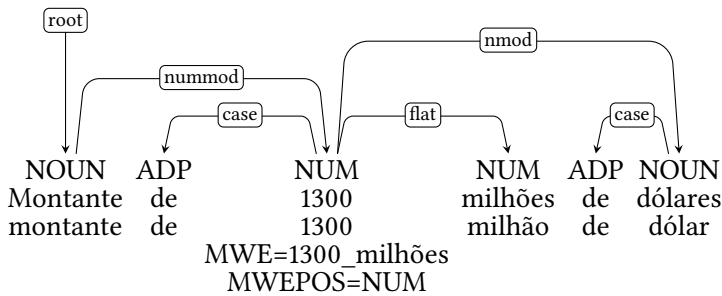 root
nmod
nummod
case flat case
NOUN ADP NUM NUM ADP NOUN
Montante de 1300 milhões de dólares
montante de 1300 milhão de dólar
MWE=1300_milhões
MWEPOS=NUM